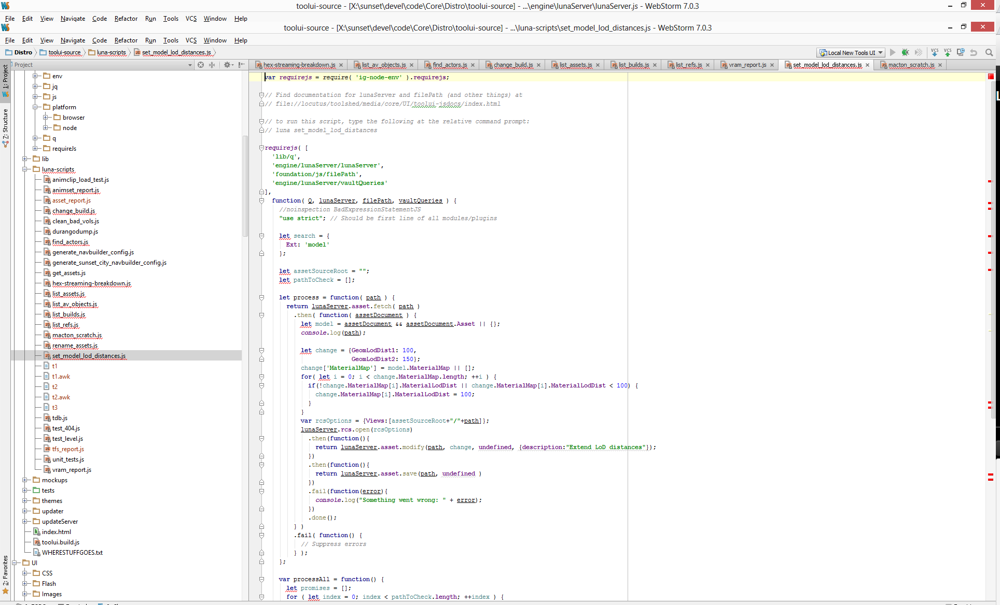 toolui-source - [X:\sunset\devel\code\Core\Distro\toolui-source] - ...\engine\lunaServer\lunaServer.js - WebStorm 7.0.3
File Edit View Navigate Code Refactor Run Tools VCS Window Help
toolui-source - [X:\sunset\devel\code\Core\Distro\toolui-source] - ...\luna-scripts\set_model_lod_distances.js - WebStorm 7.0.3
File Edit View Navigate Code Refactor Run Tools VCS Window Help
Distro toolui-source luna-scripts set_model_lod_distances.js Local New Tools UI VCS VCS
Project
hex-streaming-breakdown.js list_av_objects.js find_actors.js change_build.js list_assets.js list_builds.js list_refs.js vram_report.js set_model_lod_distances.js macton_scratch.js
1: Project
Z: Structure
2: Favorites
env
jq
js
platform
browser
node
q
requireJs
lib
luna-scripts
animclip_load_test.js
animset_report.js
asset_report.js
change_build.js
clean_bad_vols.js
durangodump.js
find_actors.js
generate_navbuilder_config.js
generate_sunset_city_navbuilder_config.js
get_assets.js
hex-streaming-breakdown.js
list_assets.js
list_av_objects.js
list_builds.js
list_refs.js
macton_scratch.js
rename_assets.js
set_model_lod_distances.js
t1
t1.awk
t2
t2.awk
t3
tdb.js
test_404.js
test_level.js
tfs_report.js
unit_tests.js
vram_report.js
mockups
tests
themes
updater
updateServer
index.html
toolui.build.js
WHERESTUFFGOES.txt
UI
CSS
Flash
Images
var requirejs = require( 'ig-node-env' ).requirejs;
// Find documentation for lunaServer and filePath (and other things) at
// file://locutus/toolshed/media/core/UI/toolui-jsdocs/index.html
// to run this script, type the following at the relative command prompt:
// luna set_model_lod_distances
requirejs( [
'lib/q',
'engine/lunaServer/lunaServer',
'foundation/js/filePath',
'engine/lunaServer/vaultQueries'
],
function( Q, lunaServer, filePath, vaultQueries ) {
//noinspection BadExpressionStatementJS
"use strict"; // Should be first line of all modules/plugins
let search = {
Ext: 'model'
};
let assetSourceRoot = "";
let pathToCheck = [];
let process = function( path ) {
return lunaServer.asset.fetch( path )
.then( function( assetDocument ) {
let model = assetDocument && assetDocument.Asset || {};
console.log(path);
let change = {GeomLodDist1: 100,
GeomLodDist2: 150};
change['MaterialMap'] = model.MaterialMap || [];
for( let i = 0; i < change.MaterialMap.length; ++i ) {
if(!change.MaterialMap[i].MaterialLodDist || change.MaterialMap[i].MaterialLodDist < 100) {
change.MaterialMap[i].MaterialLodDist = 100;
}
}
var rcsOptions = {Views:[assetSourceRoot+"/"+path]};
lunaServer.rcs.open(rcsOptions)
.then(function(){
return lunaServer.asset.modify(path, change, undefined, {description:"Extend LoD distances"});
})
.then(function(){
return lunaServer.asset.save(path, undefined )
})
.fail(function(error){
console.log("Something went wrong: " + error);
})
.done();
} )
.fail( function() {
// Suppress errors
} );
};
var processAll = function() {
let promises = [];
for ( let index = 0; index < pathToCheck.length; ++index ) {